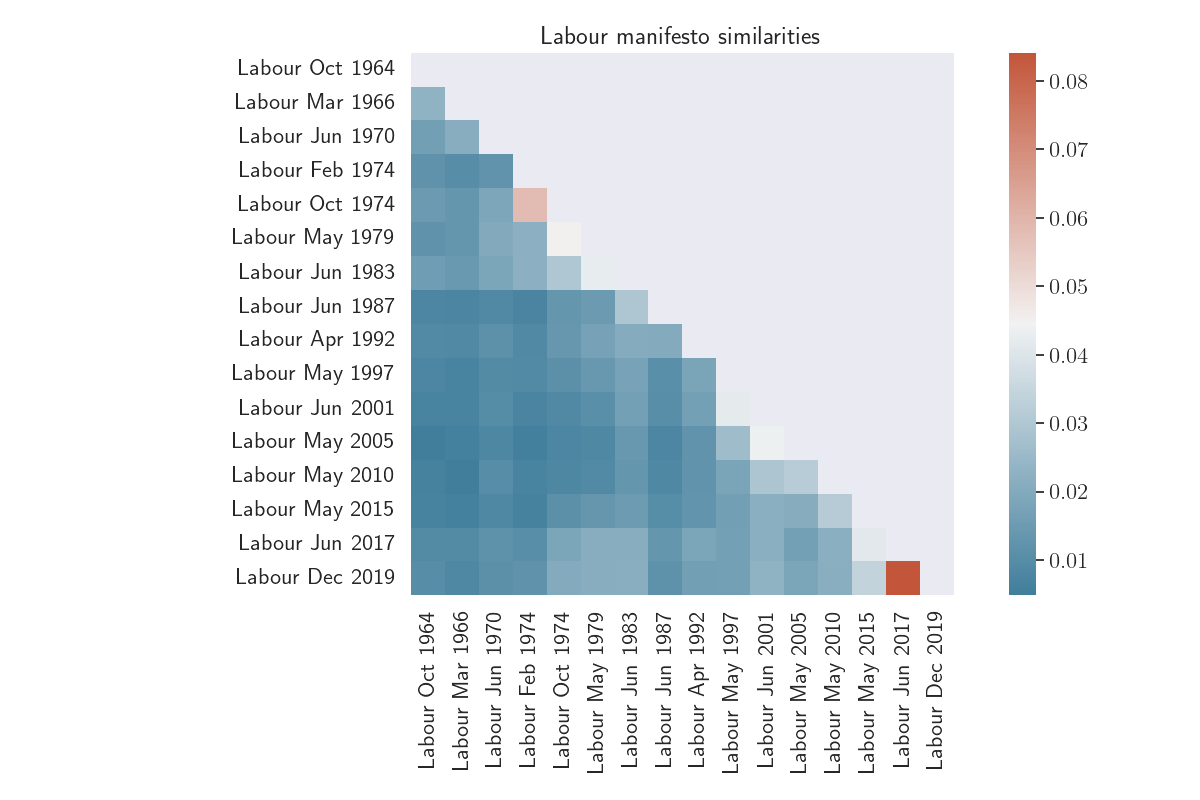 Labour manifesto similarities
Labour Oct 1964
Labour Mar 1966
Labour Jun 1970
Labour Feb 1974
Labour Oct 1974
Labour May 1979
Labour Jun 1983
Labour Jun 1987
Labour Apr 1992
Labour May 1997
Labour Jun 2001
Labour May 2005
Labour May 2010
Labour May 2015
Labour Jun 2017
Labour Dec 2019
Labour Oct 1964
Labour Mar 1966
Labour Jun 1970
Labour Feb 1974
Labour Oct 1974
Labour May 1979
Labour Jun 1983
Labour Jun 1987
Labour Apr 1992
Labour May 1997
Labour Jun 2001
Labour May 2005
Labour May 2010
Labour May 2015
Labour Jun 2017
Labour Dec 2019
0.08
0.07
0.06
0.05
0.04
0.03
0.02
0.01